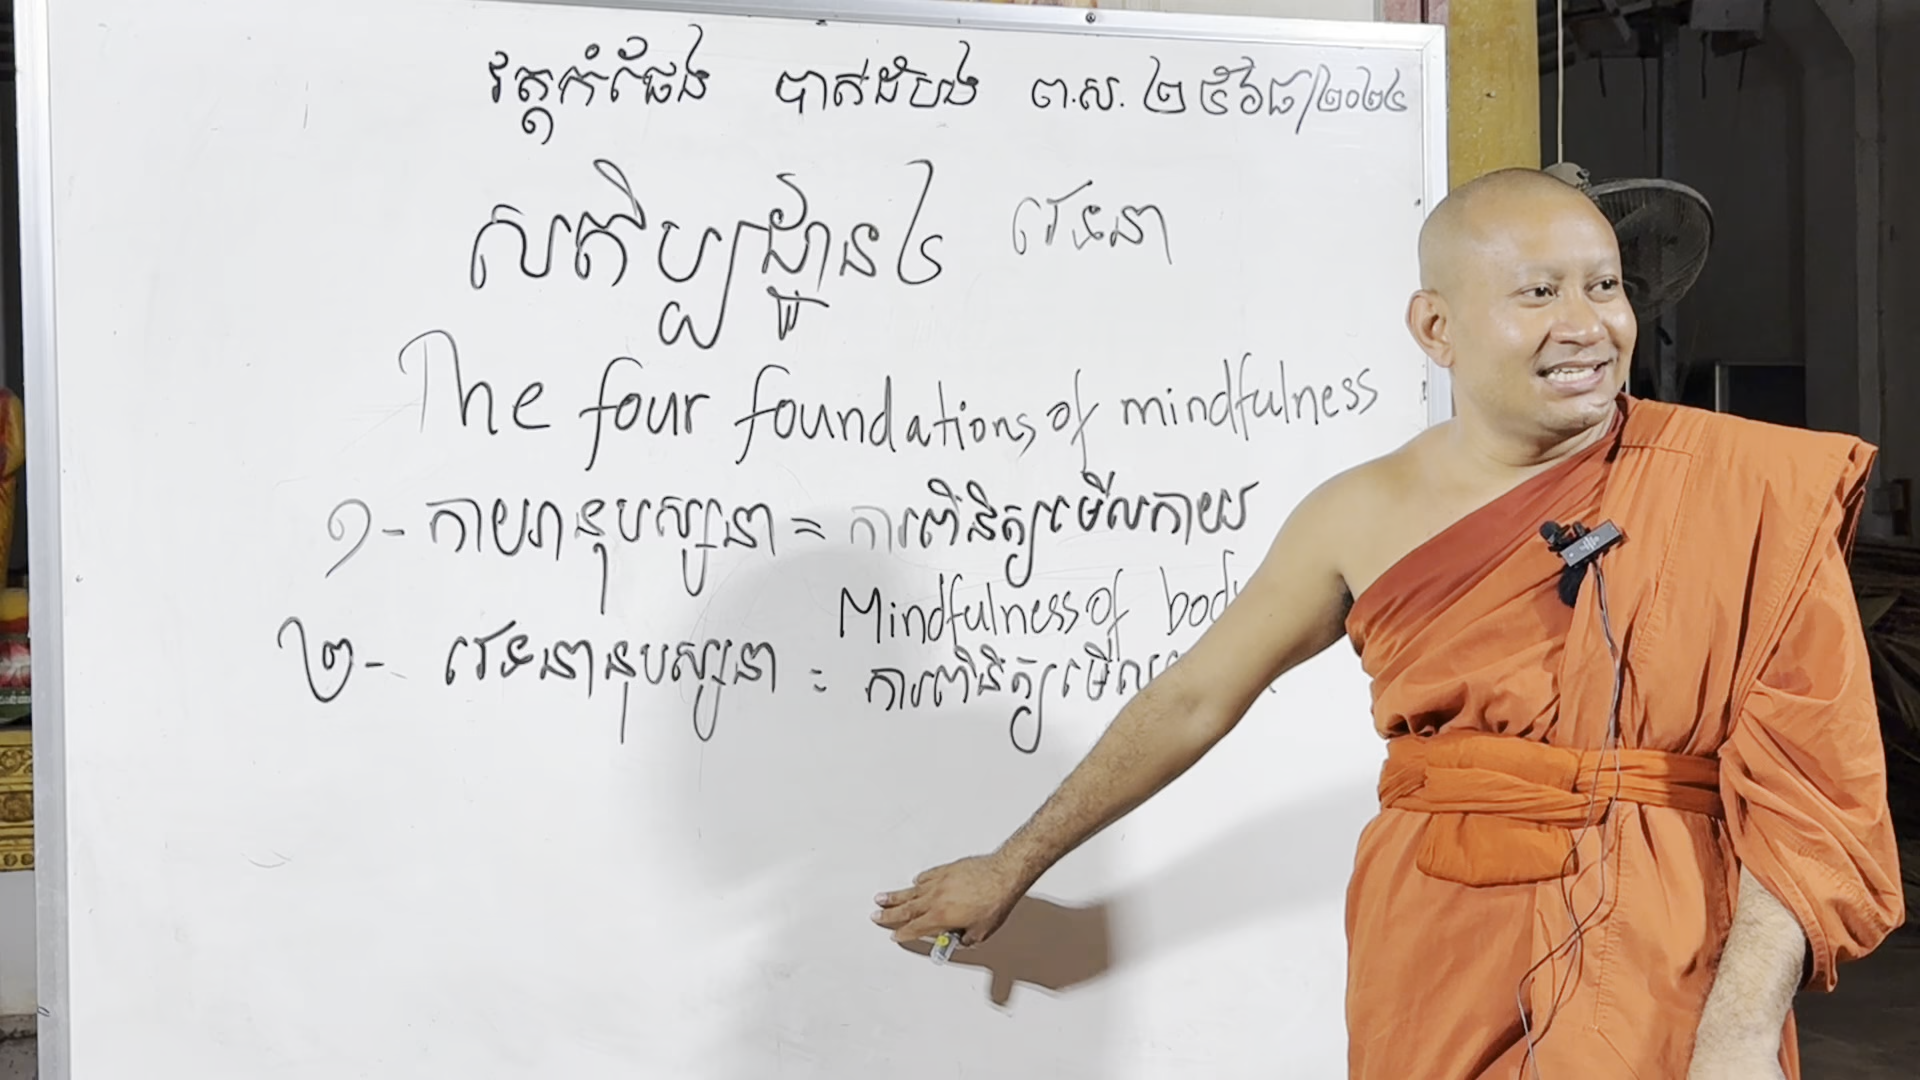 វត្តកំផែង បាត់ដំបង ព.ស. ២៥៦៨/២០២៤
សតិប្បដ្ឋាន៤ វេទនា
The four foundations of mindfulness
១- កាយានុបស្សនា = ការពិនិត្យមើលកាយ
Mindfulness of body
២- វេទនានុបស្សនា = ការពិនិត្យមើល